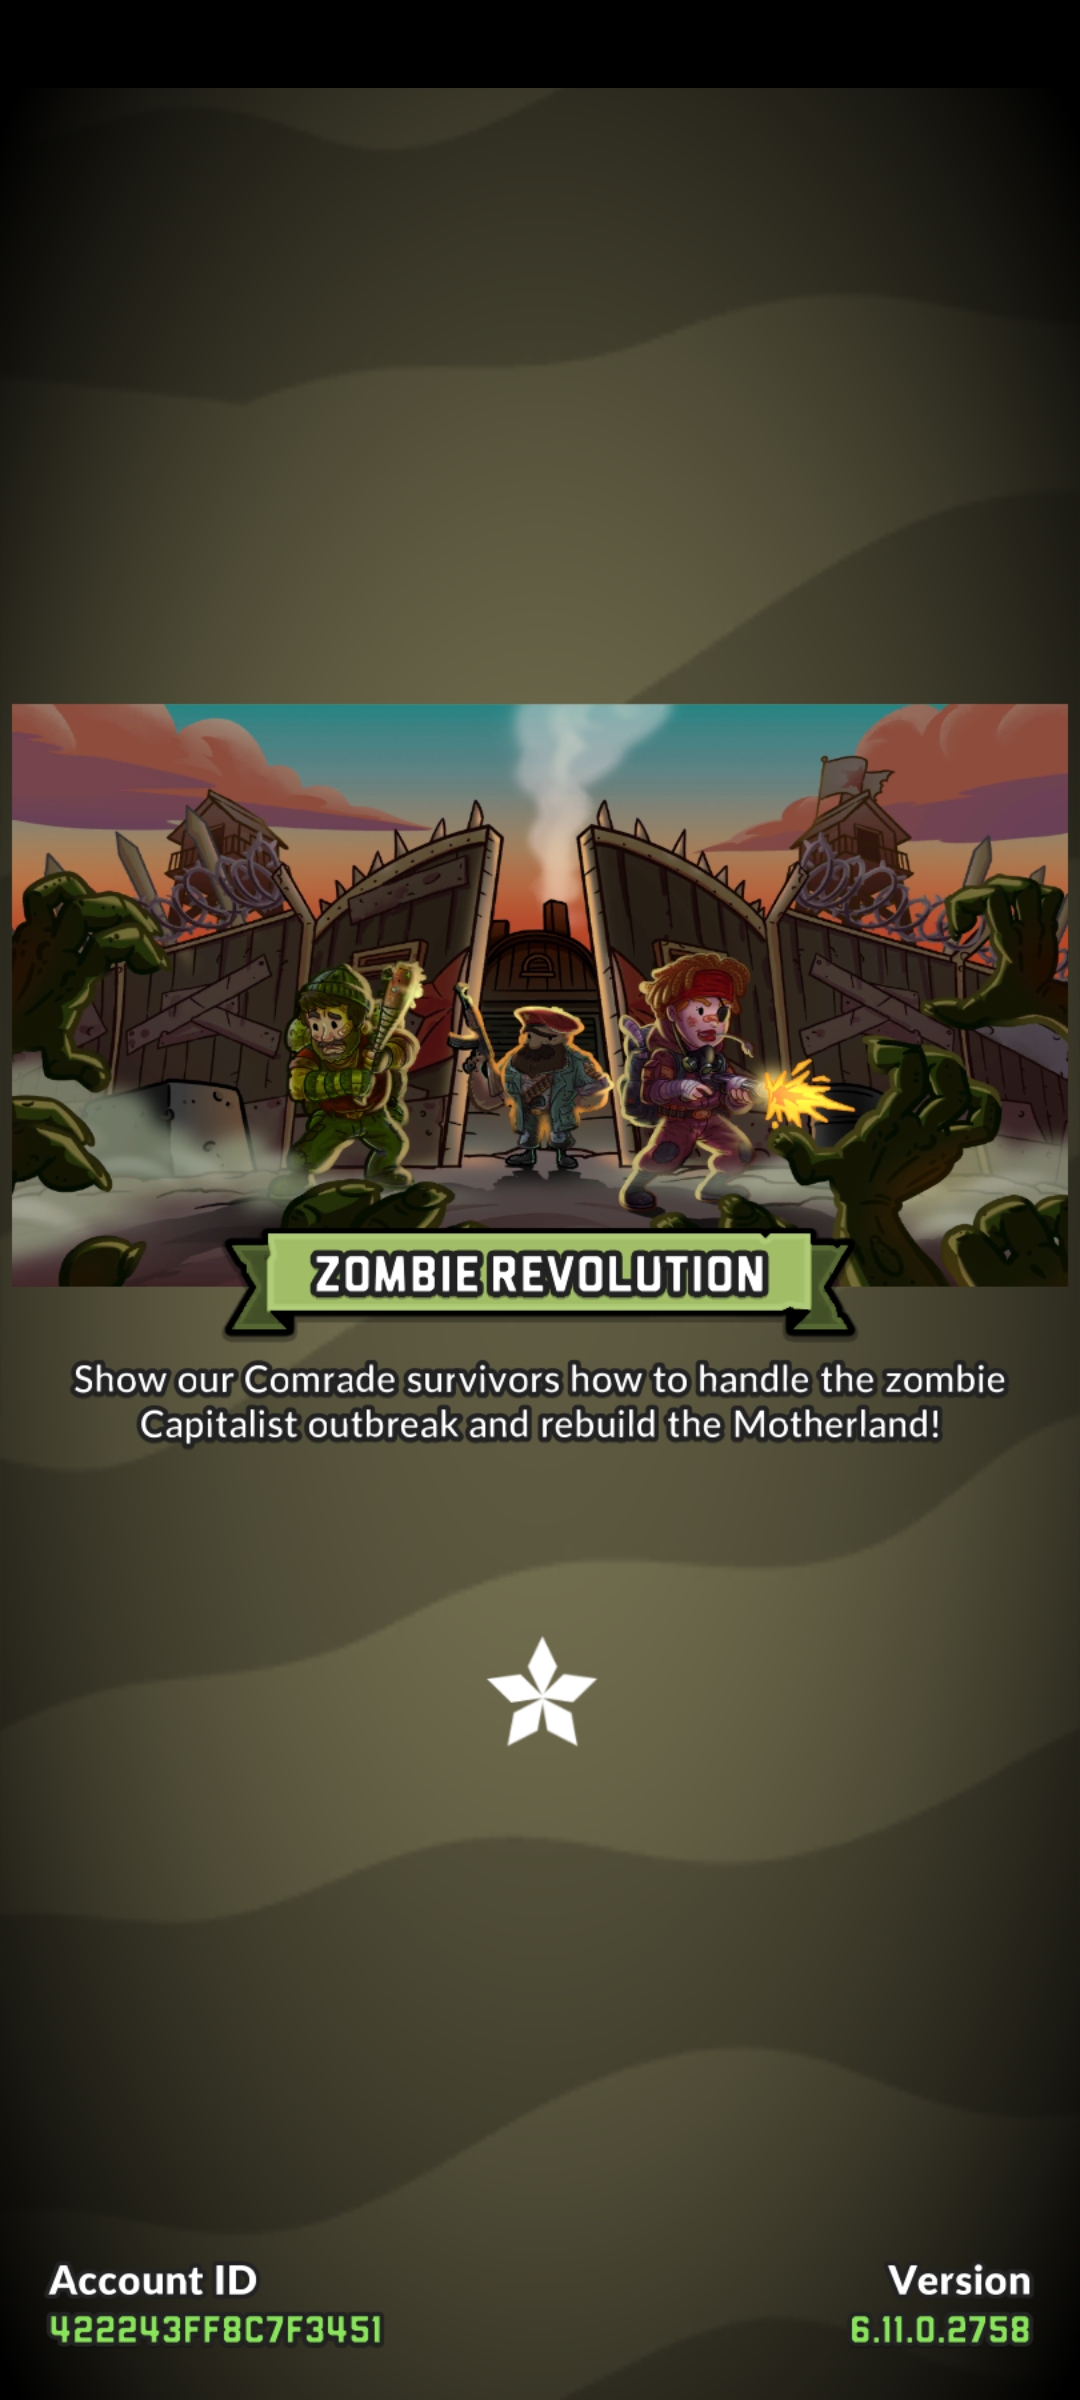 ZOMBIE REVOLUTION
Show our Comrade survivors how to handle the zombie
Capitalist outbreak and rebuild the Motherland!
Account ID
422243FF8C7F3451
Version
6.11.0.2758